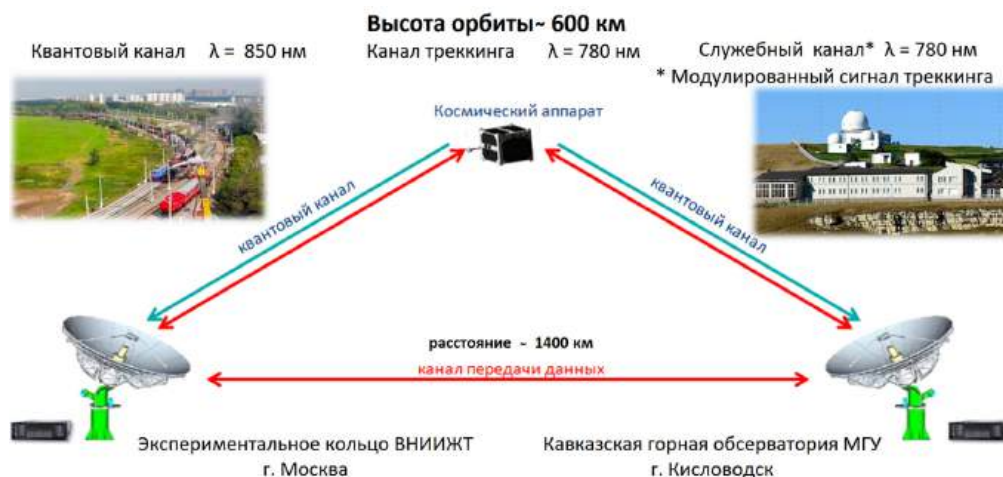 Высота орбиты~ 600 км
Квантовый канал λ = 850 нм
Канал треккинга λ = 780 нм
Служебный канал* λ = 780 нм
* Модулированный сигнал треккинга
Космический аппарат
квантовый канал
квантовый канал
расстояние ~ 1400 км
канал передачи данных
Экспериментальное кольцо ВНИИЖТ
г. Москва
Кавказская горная обсерватория МГУ
г. Кисловодск